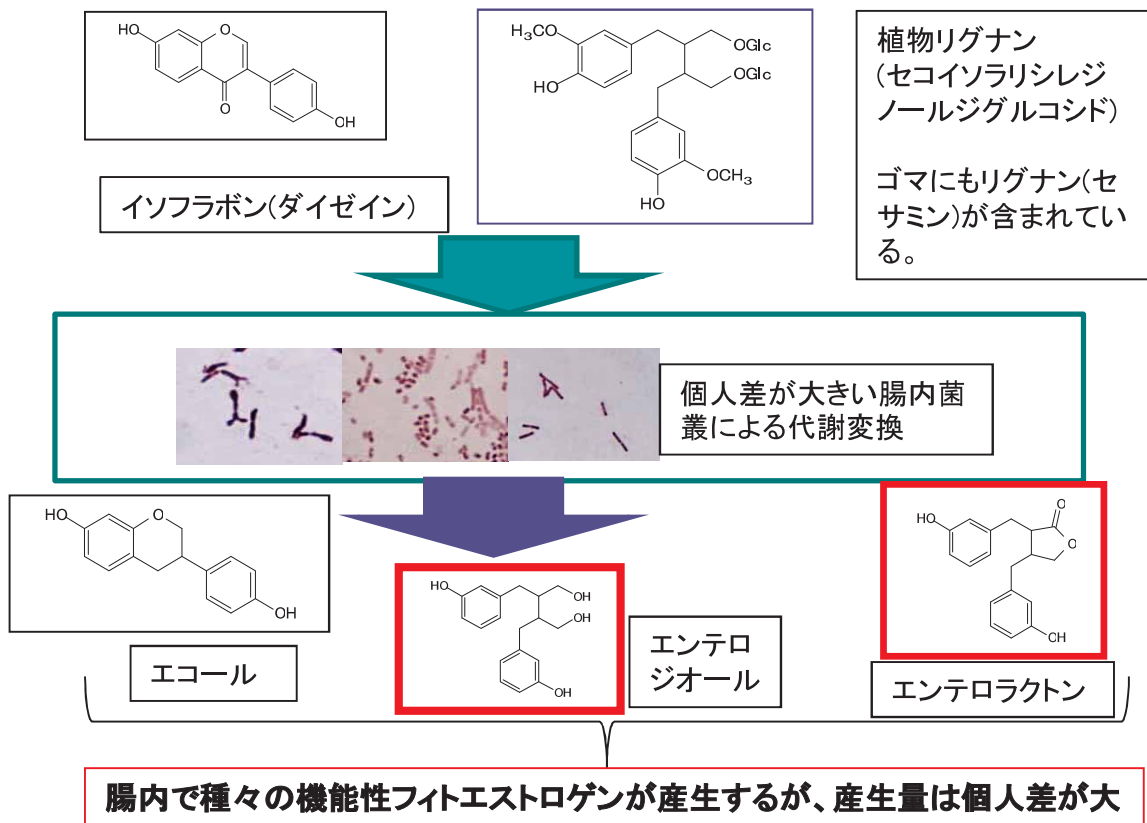 HO
O
O
OH
イソフラボン(ダイゼイン)
H₃CO
OGlc
OGlc
HO
OCH₃
HO
植物リグナン
(セコイソラリシレジ
ノールジグルコシド)
ゴマにもリグナン(セ
サミン)が含まれてい
る。
個人差が大きい腸内菌
叢による代謝変換
HO
O
OH
エコール
HO
OH
OH
OH
エンテロ
ジオール
HO
O
O
OH
エンテロラクトン
腸内で種々の機能性フィトエストロゲンが産生するが、産生量は個人差が大